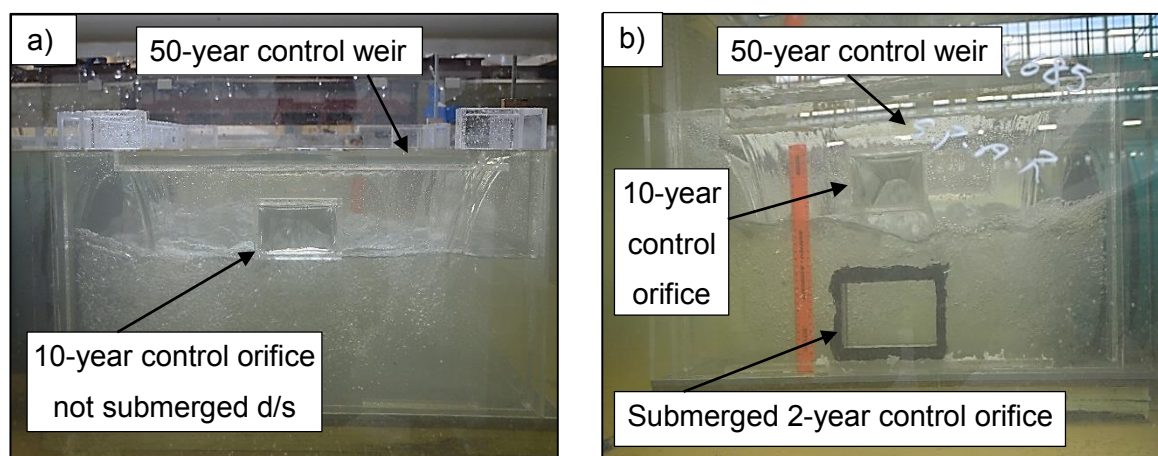 a)
50-year control weir
10-year control orifice
not submerged d/s
b)
50-year control weir
085
S.P.A.R
10-year
control
orifice
Submerged 2-year control orifice